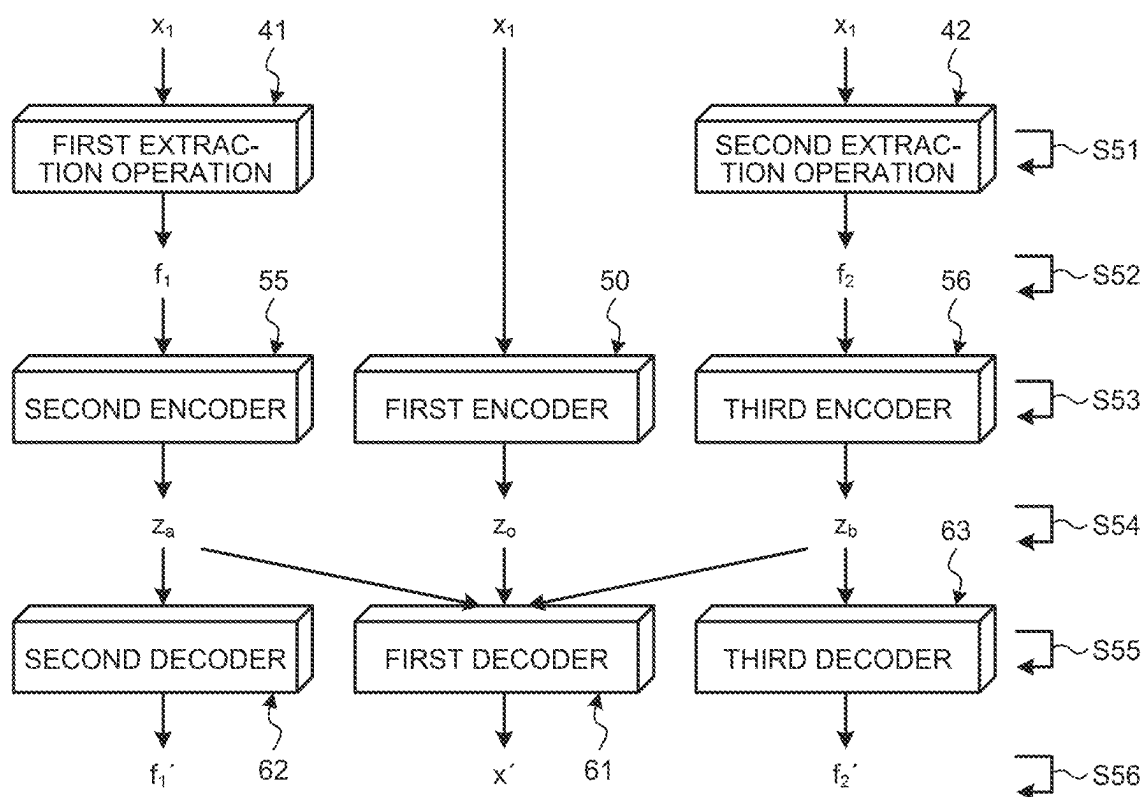 x₁ 41 x₁ x₁ 42
FIRST EXTRAC-
TION OPERATION
SECOND EXTRAC-
TION OPERATION
S51
f₁ f₂ S52
55 50 56
SECOND ENCODER FIRST ENCODER THIRD ENCODER S53
zₐ zₒ z_b S54
63
SECOND DECODER FIRST DECODER THIRD DECODER S55
f₁′ 62 x′ 61 f₂′ S56